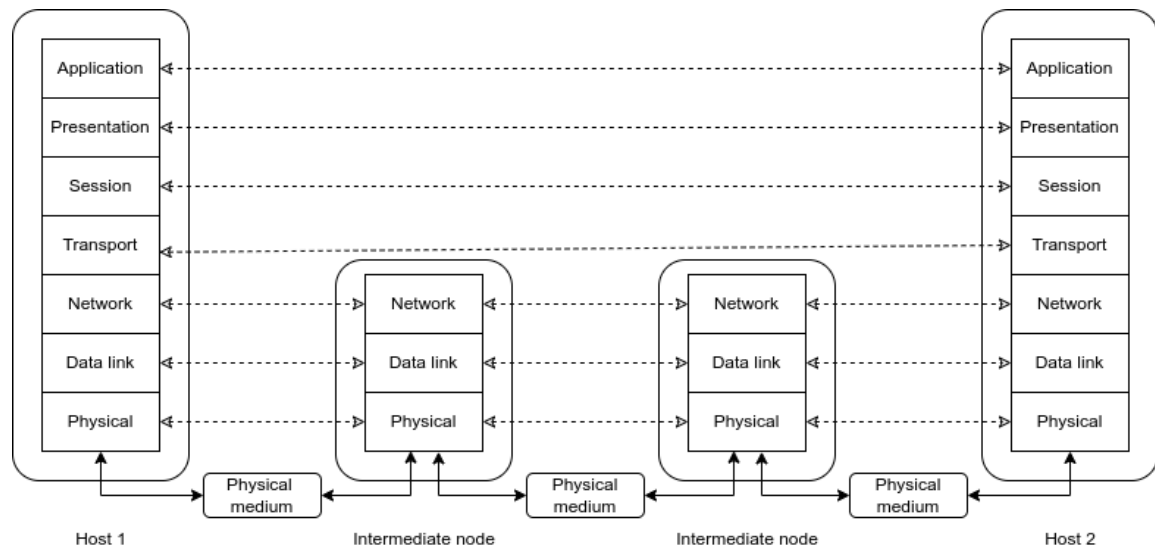 Application
Application
Presentation
Presentation
Session
Session
Transport
Transport
Network
Network
Network
Network
Data link
Data link
Data link
Data link
Physical
Physical
Physical
Physical
Physical
medium
Physical
medium
Physical
medium
Host 1
Intermediate node
Intermediate node
Host 2